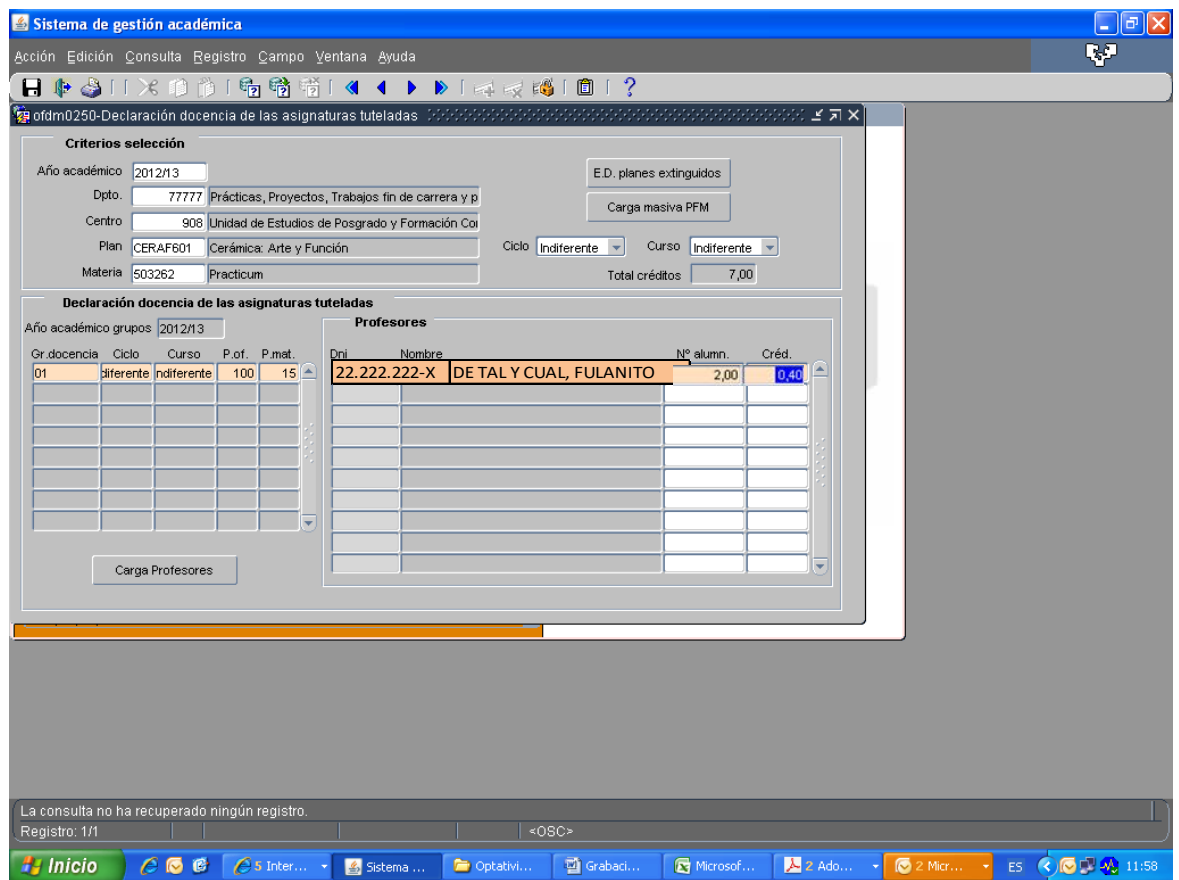 Sistema de gestión académica
Acción Edición Consulta Registro Campo Ventana Ayuda
ofdm0250-Declaración docencia de las asignaturas tuteladas
Criterios selección
Año académico 2012/13
E.D. planes extinguidos
Dpto. 77777 Prácticas, Proyectos, Trabajos fin de carrera y p
Carga masiva PFM
Centro 908 Unidad de Estudios de Posgrado y Formación Coi
Plan CERAF601 Cerámica: Arte y Función Ciclo Indiferente Curso Indiferente
Materia 503262 Practicum Total créditos 7,00
Declaración docencia de las asignaturas tuteladas
Año académico grupos 2012/13
Profesores
Gr.docencia Ciclo Curso P.of. P.mat. Dni Nombre Nº alumn. Créd.
01 diferente ndiferente 100 15 22.222.222-X DE TAL Y CUAL, FULANITO 2,00 0,40
Carga Profesores
La consulta no ha recuperado ningún registro.
Registro: 1/1 <OSC>
Inicio 5 Inter... Sistema ... Optativi... Grabaci... Microsof... 2 Ado... 2 Micr... ES 11:58